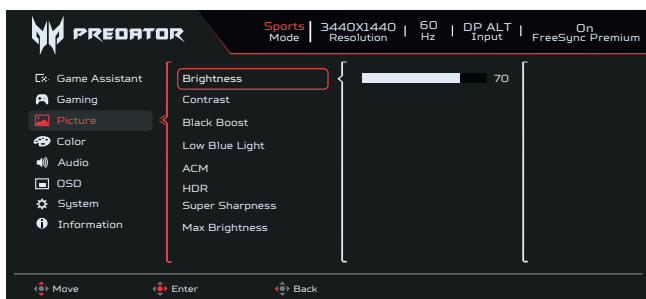 PREDATOR
Sports Mode
3440X1440 Resolution
60 Hz
DP ALT Input
On FreeSync Premium
Game Assistant
Gaming
Picture
Color
Audio
OSD
System
Information
Brightness
Contrast
Black Boost
Low Blue Light
ACM
HDR
Super Sharpness
Max Brightness
70
Move
Enter
Back